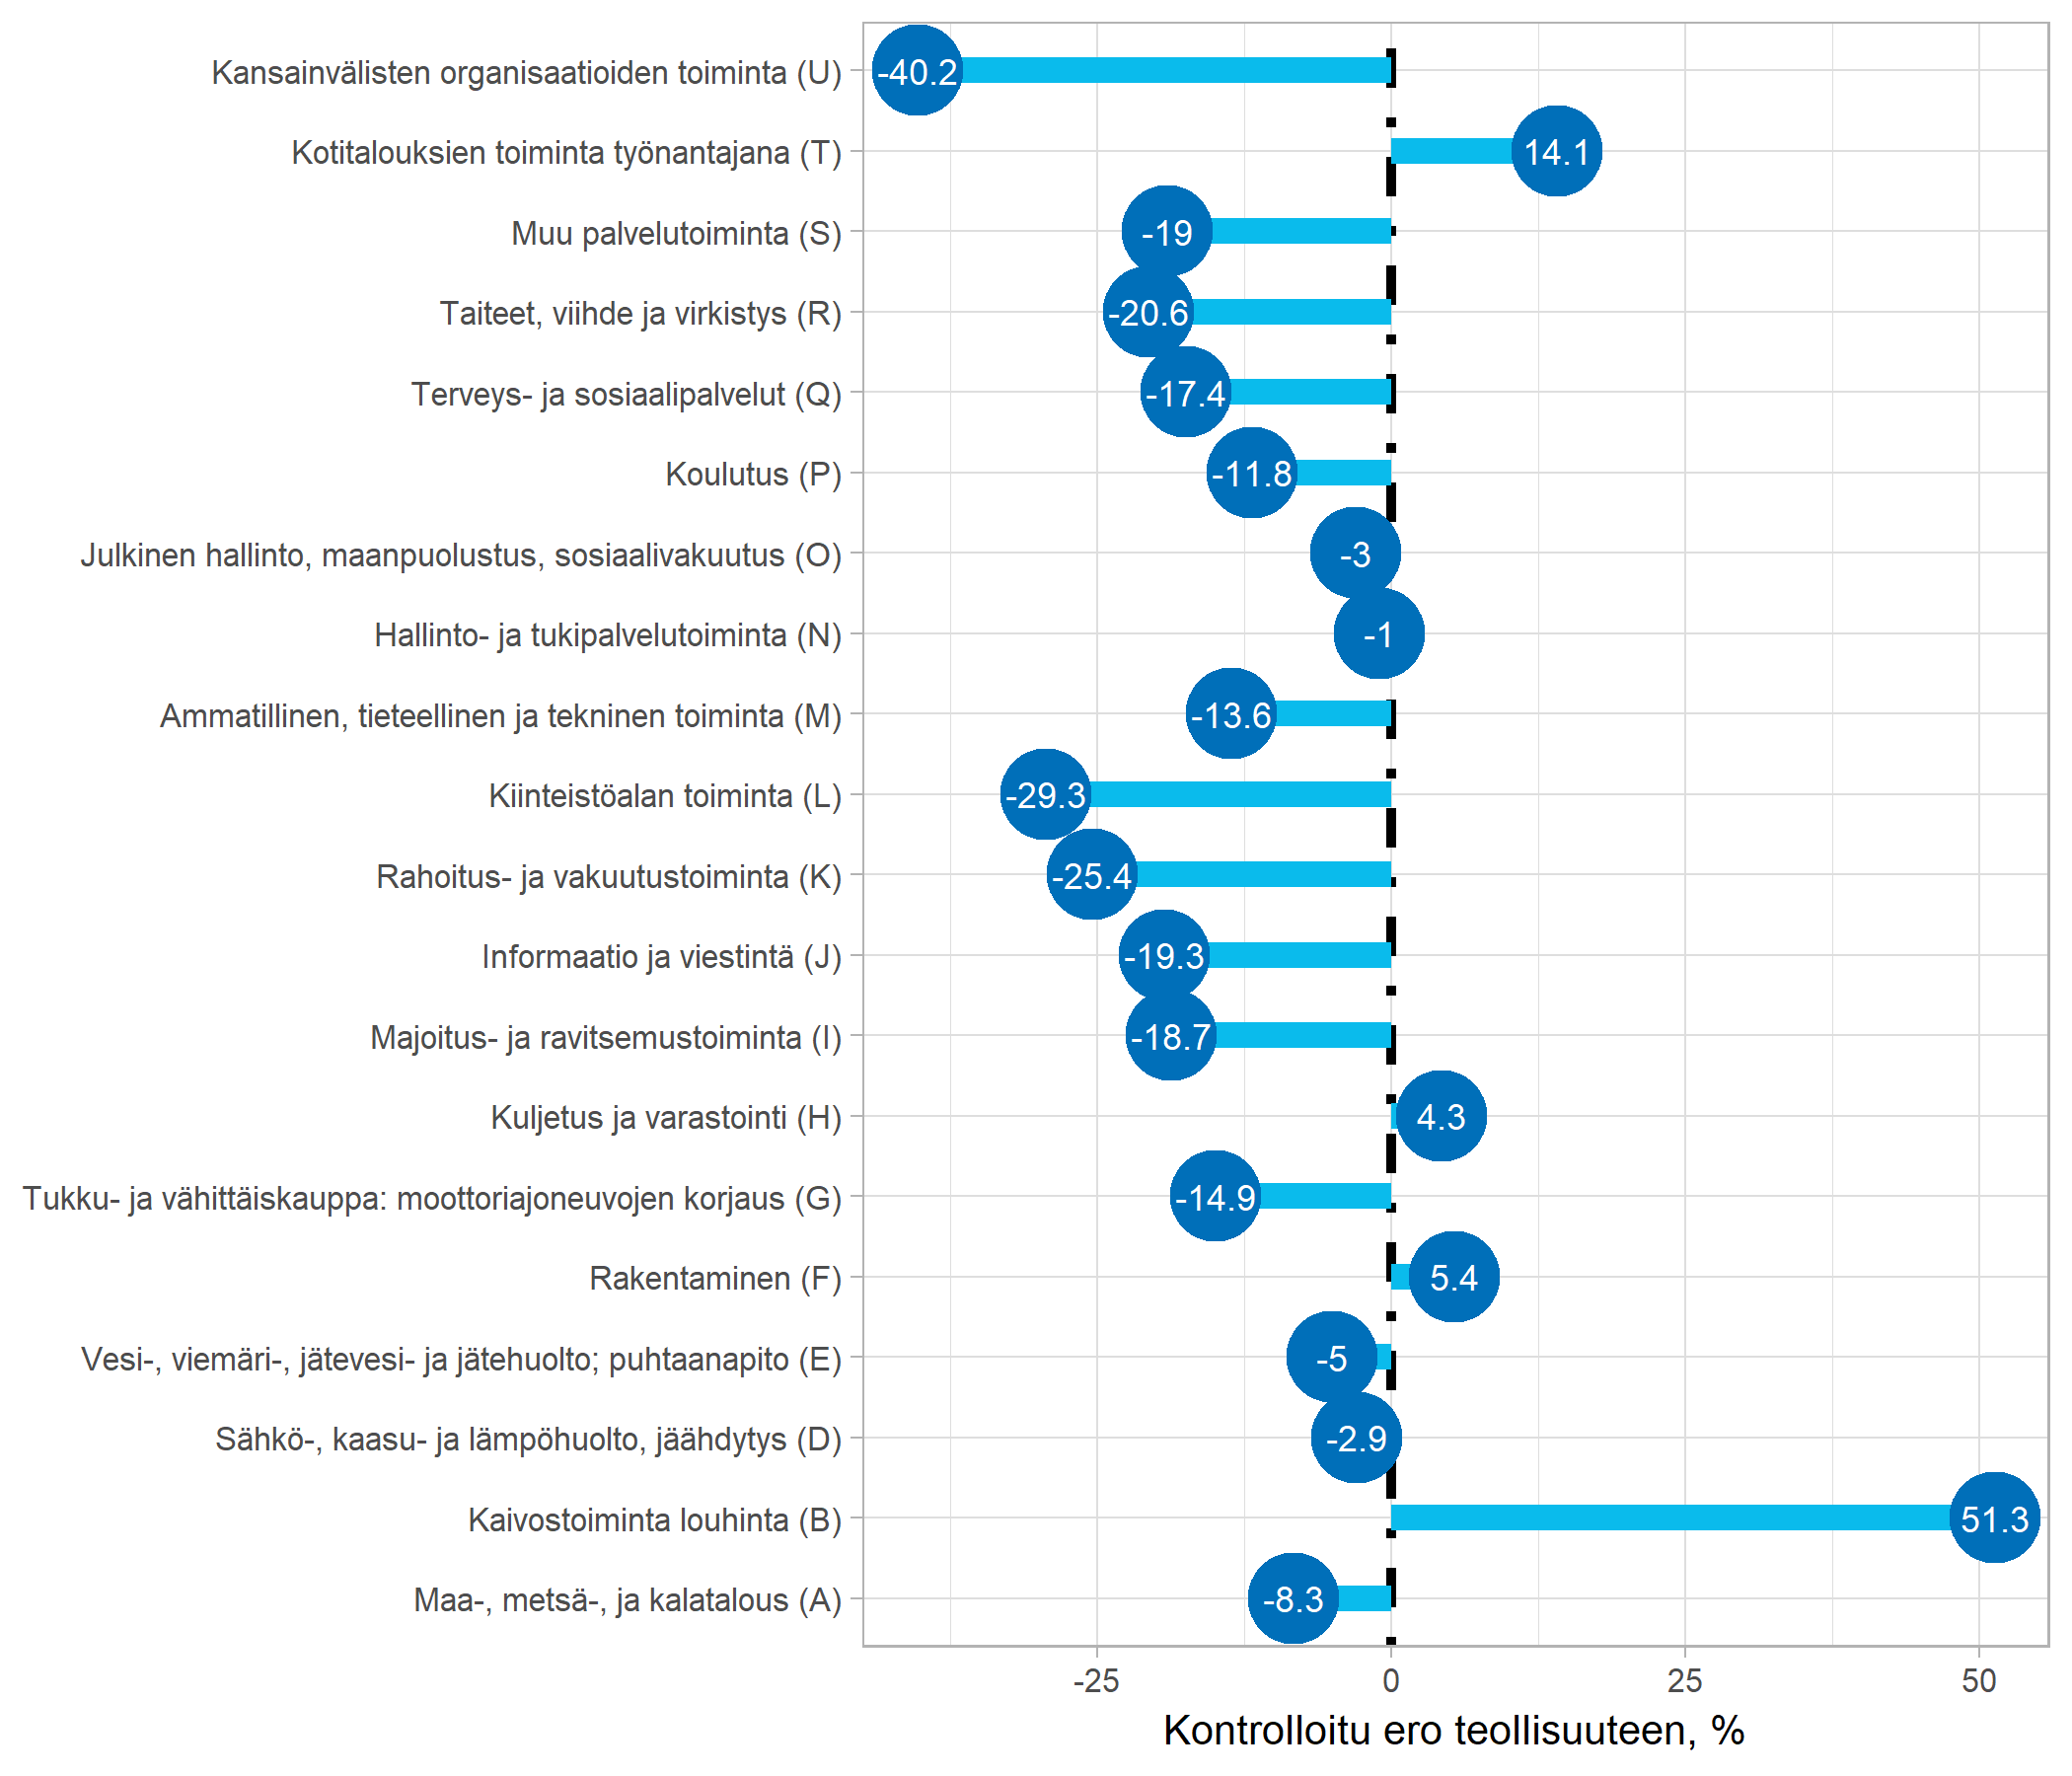 Kansainvälisten organisaatioiden toiminta (U) -40.2
Kotitalouksien toiminta työnantajana (T) 14.1
Muu palvelutoiminta (S) -19
Taiteet, viihde ja virkistys (R) -20.6
Terveys- ja sosiaalipalvelut (Q) -17.4
Koulutus (P) -11.8
Julkinen hallinto, maanpuolustus, sosiaalivakuutus (O) -3
Hallinto- ja tukipalvelutoiminta (N) -1
Ammatillinen, tieteellinen ja tekninen toiminta (M) -13.6
Kiinteistöalan toiminta (L) -29.3
Rahoitus- ja vakuutustoiminta (K) -25.4
Informaatio ja viestintä (J) -19.3
Majoitus- ja ravitsemustoiminta (I) -18.7
Kuljetus ja varastointi (H) 4.3
Tukku- ja vähittäiskauppa: moottoriajoneuvojen korjaus (G) -14.9
Rakentaminen (F) 5.4
Vesi-, viemäri-, jätevesi- ja jätehuolto; puhtaanapito (E) -5
Sähkö-, kaasu- ja lämpöhuolto, jäähdytys (D) -2.9
Kaivostoiminta louhinta (B) 51.3
Maa-, metsä-, ja kalatalous (A) -8.3
-25 0 25 50
Kontrolloitu ero teollisuuteen, %